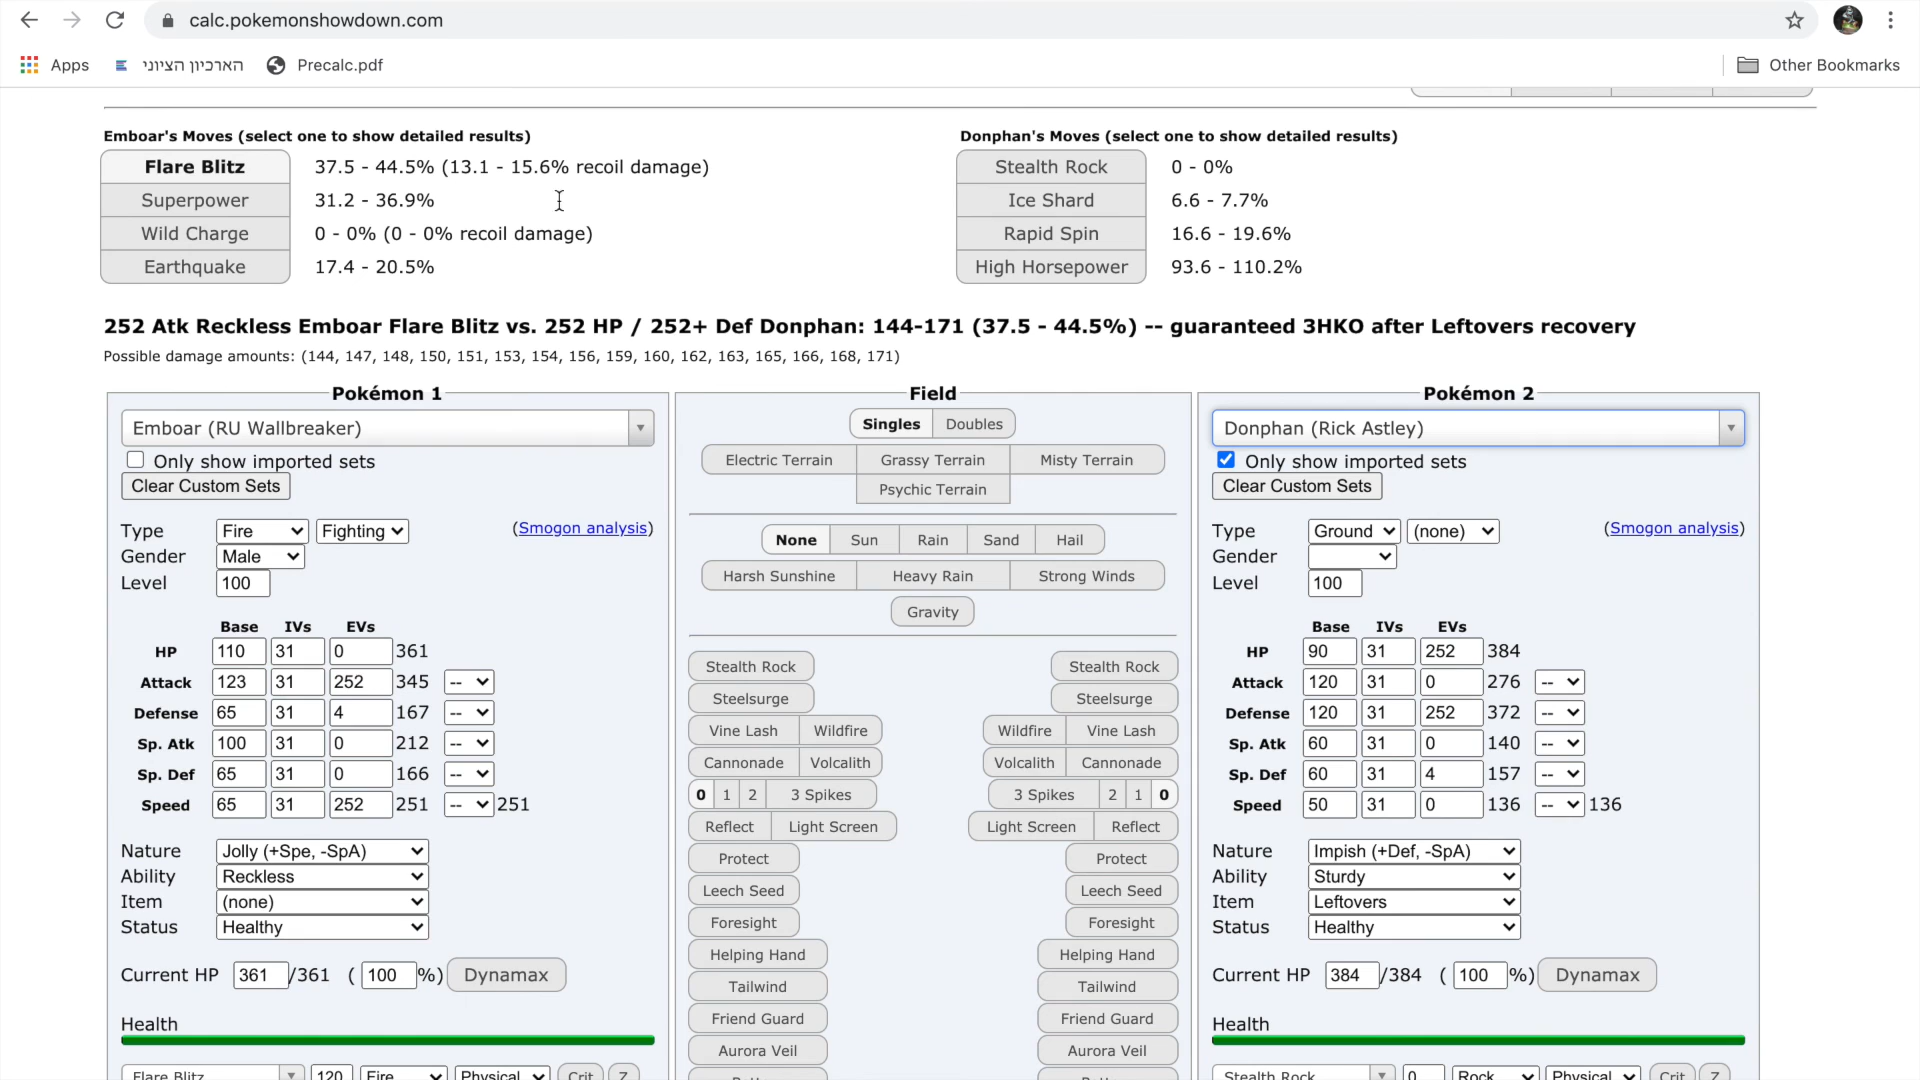 calc.pokemonshowdown.com
Apps הארכיון הציוני Precalc.pdf Other Bookmarks
Emboar's Moves (select one to show detailed results) Donphan's Moves (select one to show detailed results)
Flare Blitz 37.5 - 44.5% (13.1 - 15.6% recoil damage) Stealth Rock 0 - 0%
Superpower 31.2 - 36.9% Ice Shard 6.6 - 7.7%
Wild Charge 0 - 0% (0 - 0% recoil damage) Rapid Spin 16.6 - 19.6%
Earthquake 17.4 - 20.5% High Horsepower 93.6 - 110.2%
252 Atk Reckless Emboar Flare Blitz vs. 252 HP / 252+ Def Donphan: 144-171 (37.5 - 44.5%) -- guaranteed 3HKO after Leftovers recovery
Possible damage amounts: (144, 147, 148, 150, 151, 153, 154, 156, 159, 160, 162, 163, 165, 166, 168, 171)
Pokémon 1
Emboar (RU Wallbreaker)
Only show imported sets
Clear Custom Sets
Type Fire Fighting (Smogon analysis)
Gender Male
Level 100
Base IVs EVs
HP 110 31 0 361
Attack 123 31 252 345 --
Defense 65 31 4 167 --
Sp. Atk 100 31 0 212 --
Sp. Def 65 31 0 166 --
Speed 65 31 252 251 -- 251
Nature Jolly (+Spe, -SpA)
Ability Reckless
Item (none)
Status Healthy
Current HP 361 /361 ( 100 %) Dynamax
Health
Flare Blitz 120 Fire Physical Crit Z
Field
Singles Doubles
Electric Terrain Grassy Terrain Misty Terrain
Psychic Terrain
None Sun Rain Sand Hail
Harsh Sunshine Heavy Rain Strong Winds
Gravity
Stealth Rock Stealth Rock
Steelsurge Steelsurge
Vine Lash Wildfire Wildfire Vine Lash
Cannonade Volcalith Volcalith Cannonade
0 1 2 3 Spikes 3 Spikes 2 1 0
Reflect Light Screen Light Screen Reflect
Protect Protect
Leech Seed Leech Seed
Foresight Foresight
Helping Hand Helping Hand
Tailwind Tailwind
Friend Guard Friend Guard
Aurora Veil Aurora Veil
Pokémon 2
Donphan (Rick Astley)
Only show imported sets
Clear Custom Sets
Type Ground (none) (Smogon analysis)
Gender
Level 100
Base IVs EVs
HP 90 31 252 384
Attack 120 31 0 276 --
Defense 120 31 252 372 --
Sp. Atk 60 31 0 140 --
Sp. Def 60 31 4 157 --
Speed 50 31 0 136 -- 136
Nature Impish (+Def, -SpA)
Ability Sturdy
Item Leftovers
Status Healthy
Current HP 384 /384 ( 100 %) Dynamax
Health
Stealth Rock 0 Rock Physical Crit Z